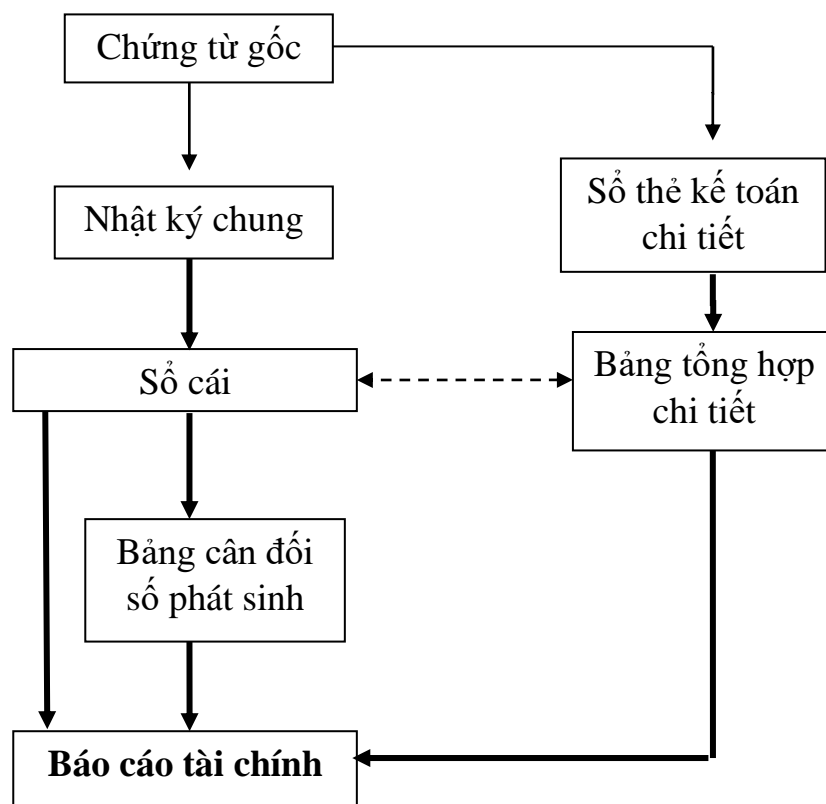 Chứng từ gốc
Nhật ký chung
Sổ thẻ kế toán
chi tiết
Sổ cái
Bảng tổng hợp
chi tiết
Bảng cân đối
số phát sinh
Báo cáo tài chính